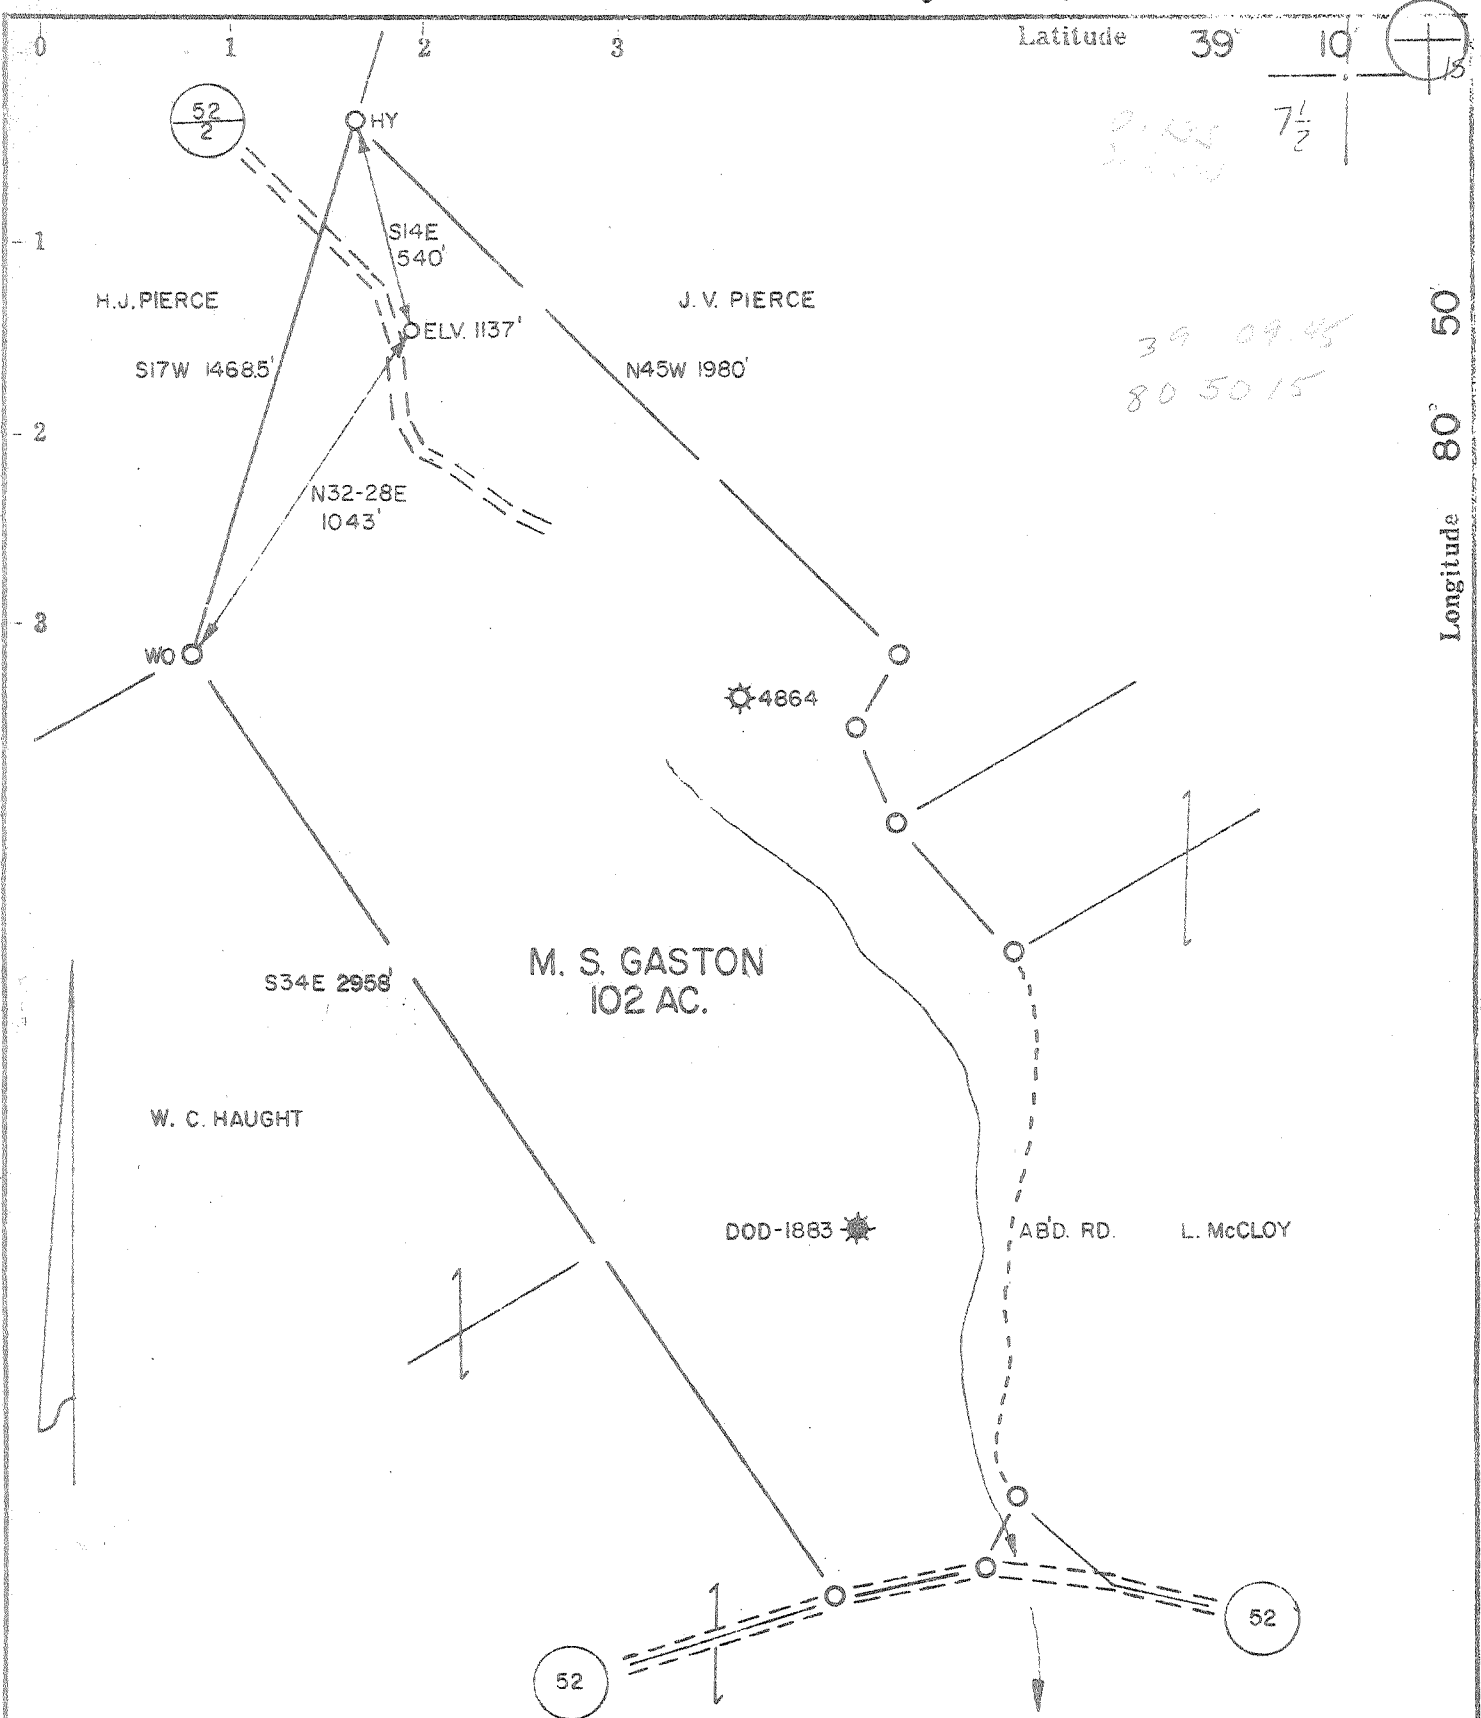 0 1 2 3 Latitude 39° 10'
15
7 1/2
52
2
HY
S14E
540'
- 1
H.J. PIERCE
J. V. PIERCE
50'
ELV. 1137'
39 09.45
S17W 1468.5'
N45W 1980'
80 50 15
80°
- 2
N32-28E
1043'
Longitude
- 3
WO
4864
M. S. GASTON
102 AC.
S34E 2958'
W. C. HAUGHT
DOD-1883
AB'D. RD.
L. McCLOY
52
52